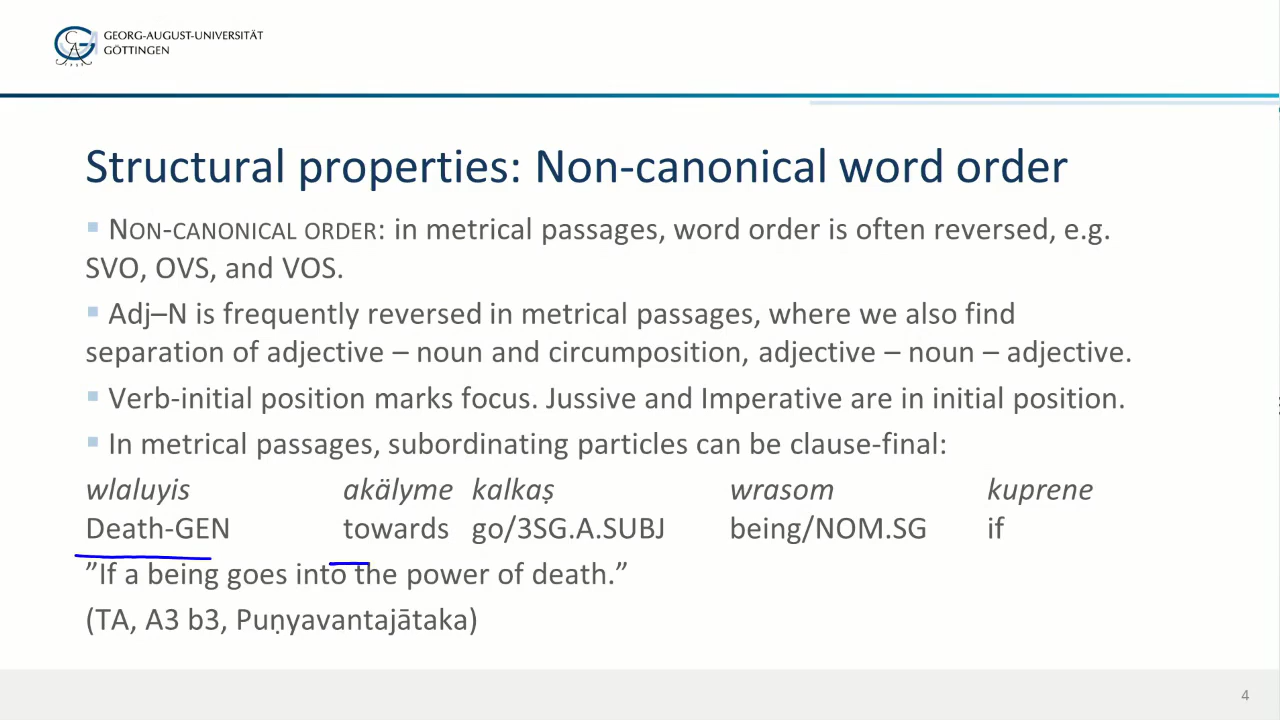 GEORG-AUGUST-UNIVERSITÄT
GÖTTINGEN
Structural properties: Non-canonical word order
NON-CANONICAL ORDER: in metrical passages, word order is often reversed, e.g.
SVO, OVS, and VOS.
Adj–N is frequently reversed in metrical passages, where we also find
separation of adjective – noun and circumposition, adjective – noun – adjective.
Verb-initial position marks focus. Jussive and Imperative are in initial position.
In metrical passages, subordinating particles can be clause-final:
wlaluyis akälyme kalkaṣ wrasom kuprene
Death-GEN towards go/3SG.A.SUBJ being/NOM.SG if
”If a being goes into the power of death.”
(TA, A3 b3, Puṇyavantajātaka)
4